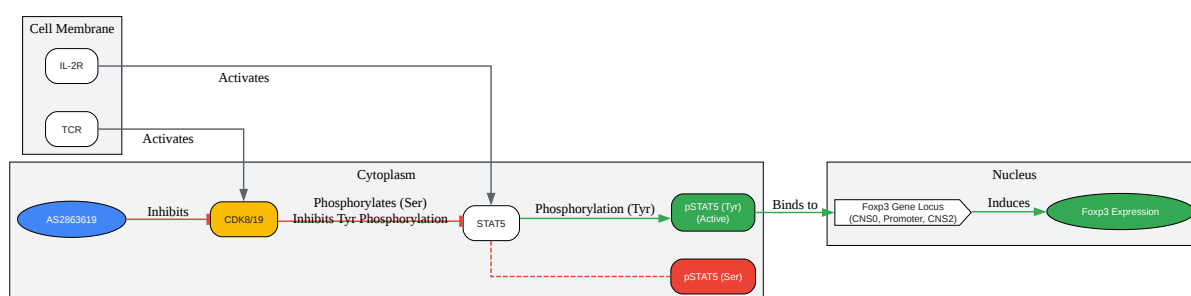 Cell Membrane
IL-2R
Activates
TCR
Activates
Cytoplasm
Nucleus
AS2863619
Inhibits
CDK8/19
Phosphorylates (Ser)
Inhibits Tyr Phosphorylation
STAT5
Phosphorylation (Tyr)
pSTAT5 (Tyr)
(Active)
Binds to
Foxp3 Gene Locus
(CNS0, Promoter, CNS2)
Induces
Foxp3 Expression
pSTAT5 (Ser)